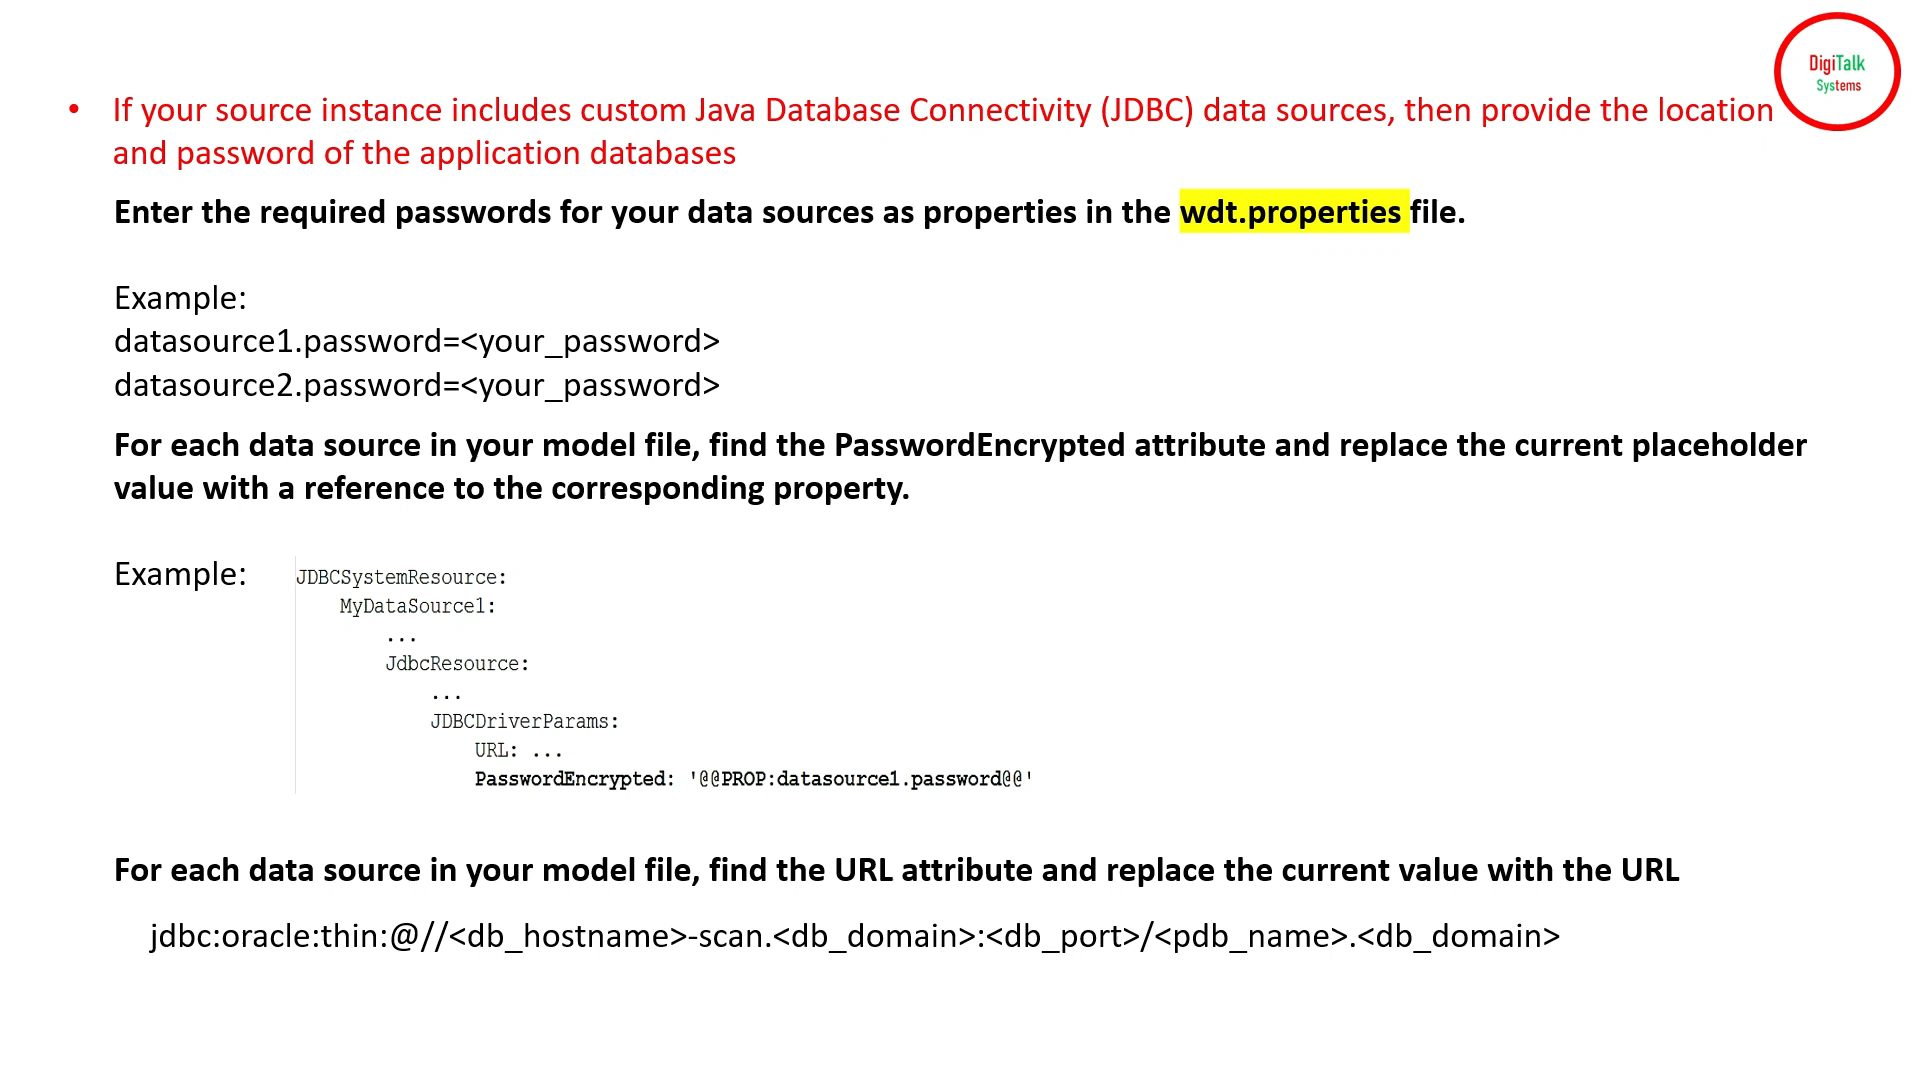 DigiTalk
Systems
• If your source instance includes custom Java Database Connectivity (JDBC) data sources, then provide the location
and password of the application databases
Enter the required passwords for your data sources as properties in the wdt.properties file.
Example:
datasource1.password=<your_password>
datasource2.password=<your_password>
For each data source in your model file, find the PasswordEncrypted attribute and replace the current placeholder
value with a reference to the corresponding property.
Example:
JDBCSystemResource:
MyDataSource1:
...
JdbcResource:
...
JDBCDriverParams:
URL: ...
PasswordEncrypted: '@@PROP:datasource1.password@@'
For each data source in your model file, find the URL attribute and replace the current value with the URL
jdbc:oracle:thin:@//<db_hostname>-scan.<db_domain>:<db_port>/<pdb_name>.<db_domain>